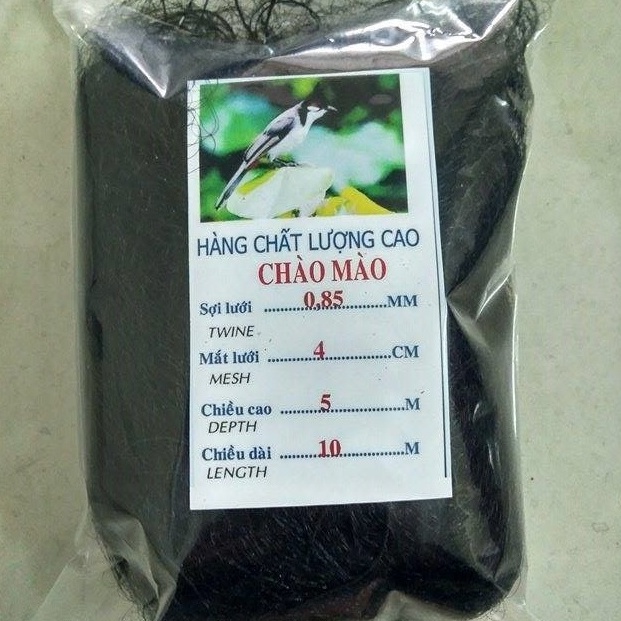 HÀNG CHẤT LƯỢNG CAO
CHÀO MÀO
Sợi lưới ..........0,85..........MM
TWINE
Mắt lưới ..........4..........CM
MESH
Chiều cao ..........5..........M
DEPTH
Chiều dài ..........10..........M
LENGTH